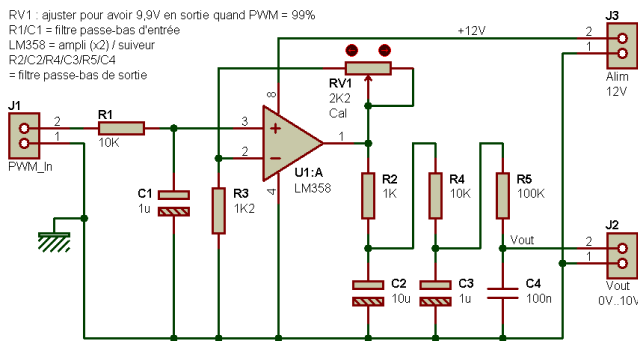 RV1 : ajuster pour avoir 9,9V en sortie quand PWM = 99%
R1/C1 = filtre passe-bas d'entrée
LM358 = ampli (x2) / suiveur
R2/C2/R4/C3/R5/C4
= filtre passe-bas de sortie
+12V
J3
2
1
Alim
12V
RV1
2K2
Cal
8
J1
2
1
PWM_In
R1
10K
3
2
1
4
U1:A
LM358
C1
1u
R3
1K2
R2
1K
R4
10K
R5
100K
Vout
J2
2
1
Vout
0V..10V
C2
10u
C3
1u
C4
100n